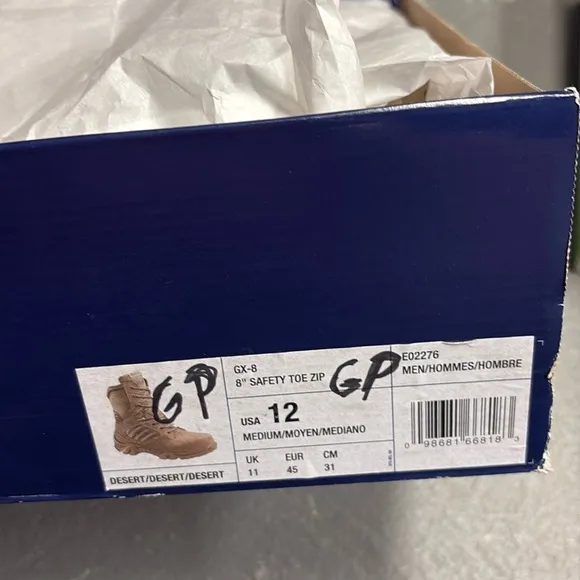 GX-8
8" SAFETY TOE ZIP
GP
E02276
MEN/HOMMES/HOMBRE
GP
USA 12
MEDIUM/MOYEN/MEDIANO
UK EUR CM
11 45 31
DESERT/DESERT/DESERT
0 98681 66818 3